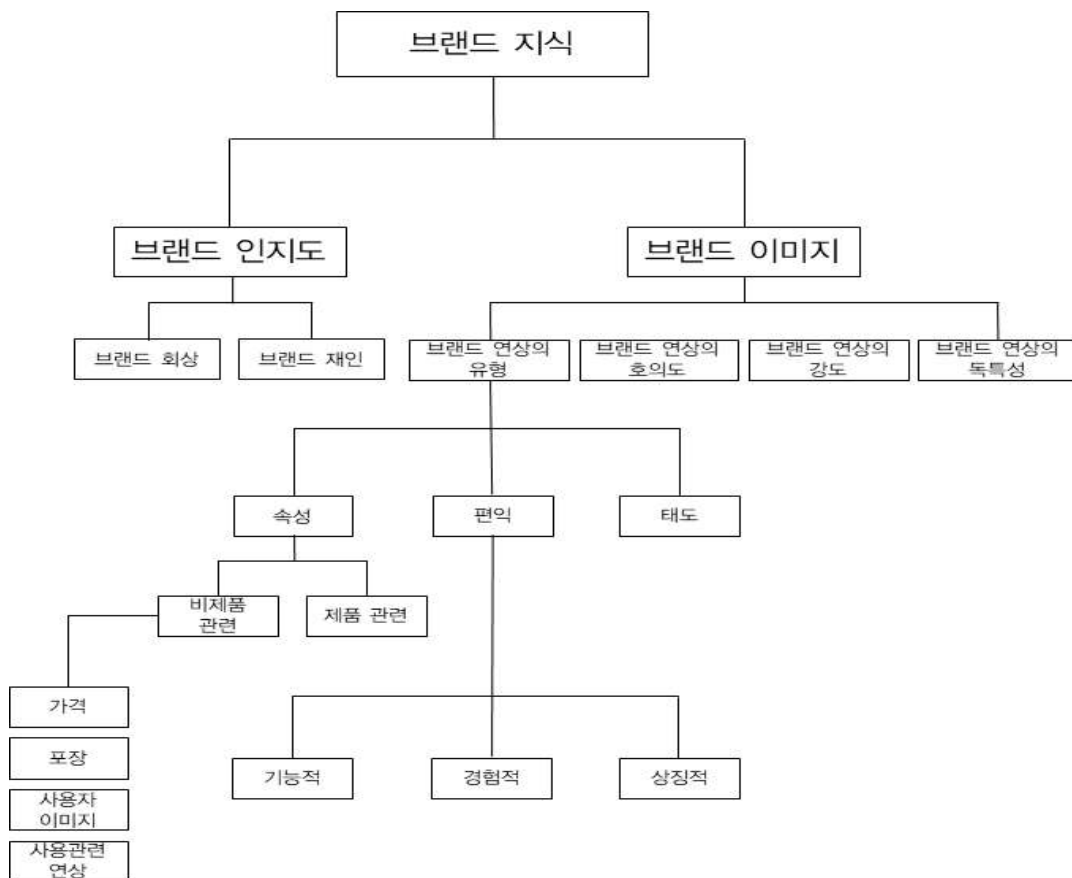 브랜드 지식
브랜드 인지도
브랜드 이미지
브랜드 회상
브랜드 재인
브랜드 연상의
유형
브랜드 연상의
호의도
브랜드 연상의
강도
브랜드 연상의
독특성
속성
편익
태도
비제품
관련
제품 관련
가격
포장
사용자
이미지
사용관련
연상
기능적
경험적
상징적